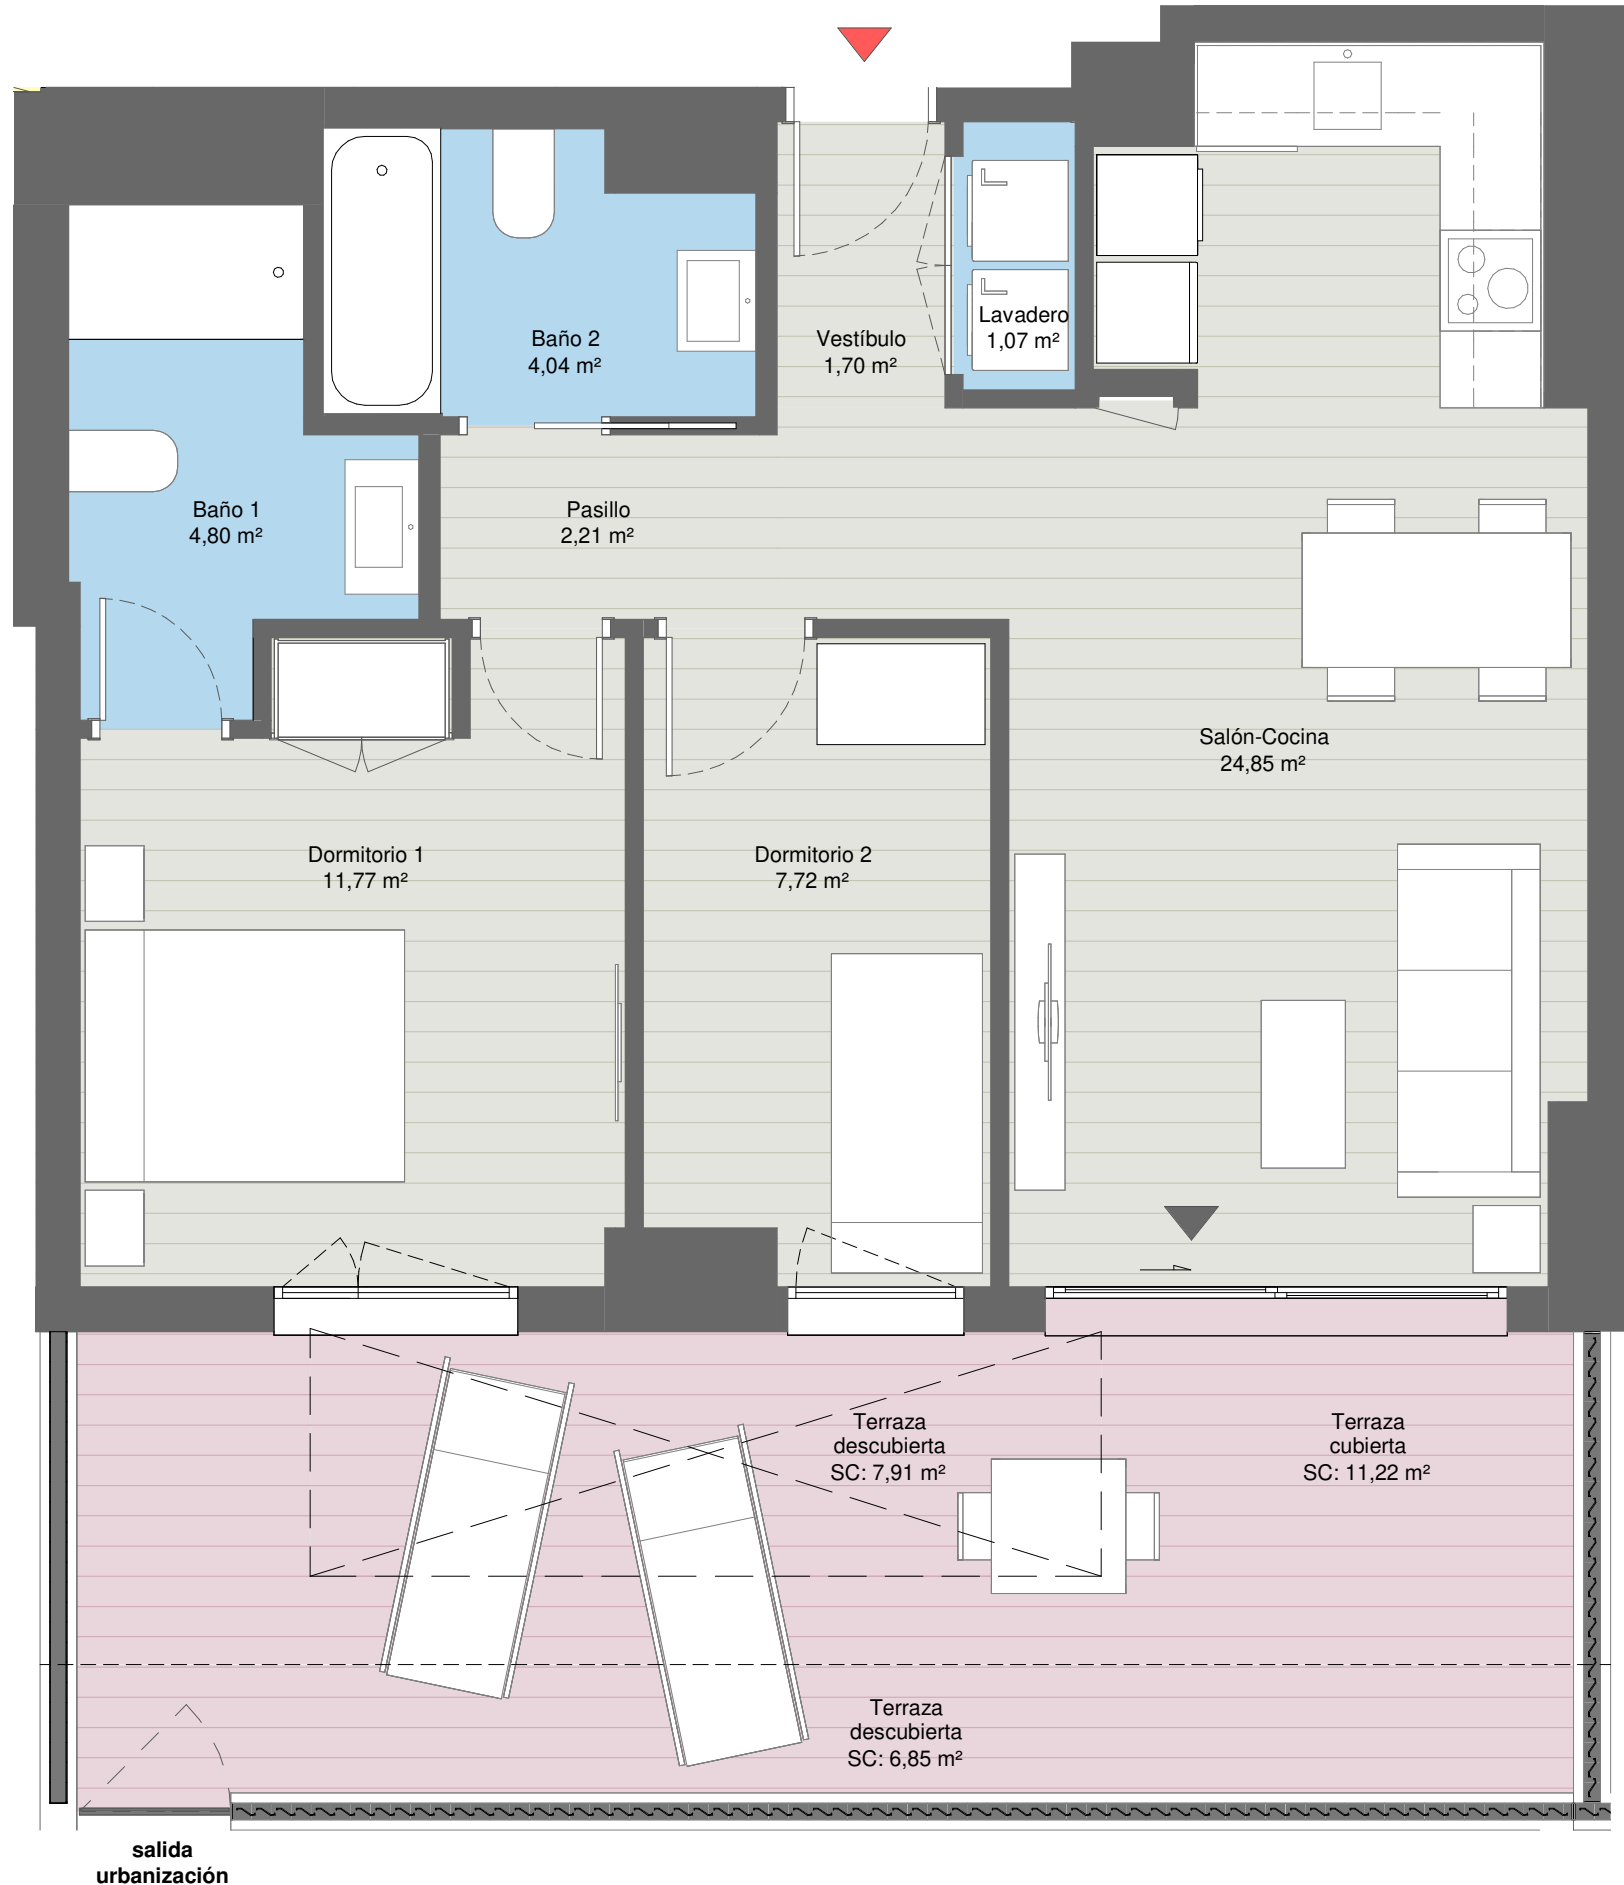 Baño 2
4,04 m²
Vestíbulo
1,70 m²
Lavadero
1,07 m²
Baño 1
4,80 m²
Pasillo
2,21 m²
Salón-Cocina
24,85 m²
Dormitorio 1
11,77 m²
Dormitorio 2
7,72 m²
Terraza
descubierta
SC: 7,91 m²
Terraza
cubierta
SC: 11,22 m²
Terraza
descubierta
SC: 6,85 m²
salida
urbanización